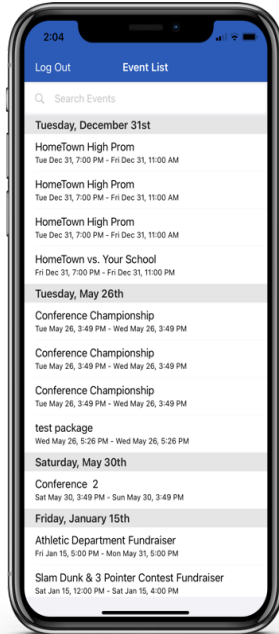 2:04
Log Out Event List
Search Events
Tuesday, December 31st
HomeTown High Prom
Tue Dec 31, 7:00 PM - Fri Dec 31, 11:00 AM
HomeTown High Prom
Tue Dec 31, 7:00 PM - Fri Dec 31, 11:00 AM
HomeTown High Prom
Tue Dec 31, 7:00 PM - Fri Dec 31, 11:00 AM
HomeTown vs. Your School
Fri Dec 31, 7:00 PM - Fri Dec 31, 11:00 PM
Tuesday, May 26th
Conference Championship
Tue May 26, 3:49 PM - Wed May 26, 3:49 PM
Conference Championship
Tue May 26, 3:49 PM - Wed May 26, 3:49 PM
Conference Championship
Tue May 26, 3:49 PM - Wed May 26, 3:49 PM
test package
Wed May 26, 5:26 PM - Wed May 26, 5:26 PM
Saturday, May 30th
Conference 2
Sat May 30, 3:49 PM - Sun May 30, 3:49 PM
Friday, January 15th
Athletic Department Fundraiser
Fri Jan 15, 5:00 PM - Mon May 31, 5:00 PM
Slam Dunk & 3 Pointer Contest Fundraiser
Sat Jan 15, 12:00 PM - Sat Jan 15, 4:00 PM